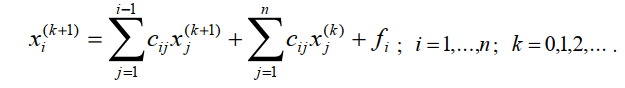 x_i^{(k+1)} = \sum_{j=1}^{i-1} c_{ij} x_j^{(k+1)} + \sum_{j=1}^{n} c_{ij} x_j^{(k)} + f_i ; i=1,...,n; k=0,1,2,... .